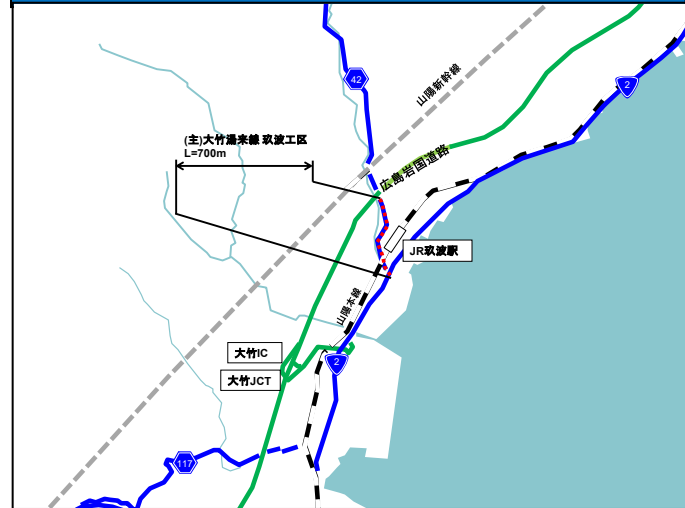 山陽新幹線
2
42
(主)大竹湯来線 玖波工区
L=700m
広島岩国道路
JR玖波駅
山陽本線
大竹IC
2
大竹JCT
117